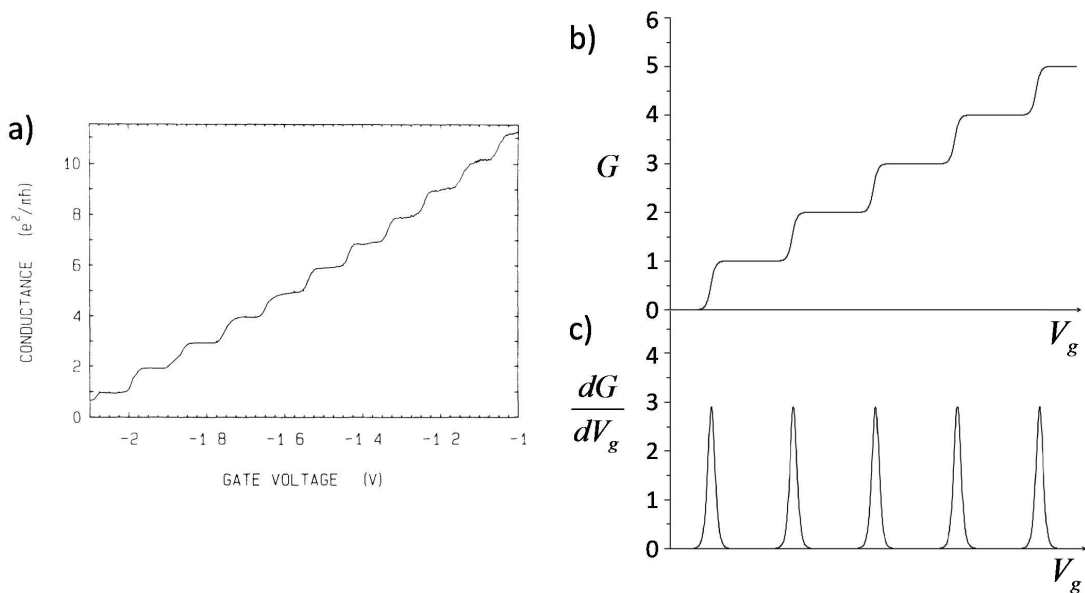 a)
CONDUCTANCE (e²/πħ)
10
8
6
4
2
0
-2 -1 8 -1 6 -1 4 -1 2 -1
GATE VOLTAGE (V)
b)
6
5
4
3
2
1
0
G
V_g
c)
4
3
2
1
0
dG
dV_g
V_g